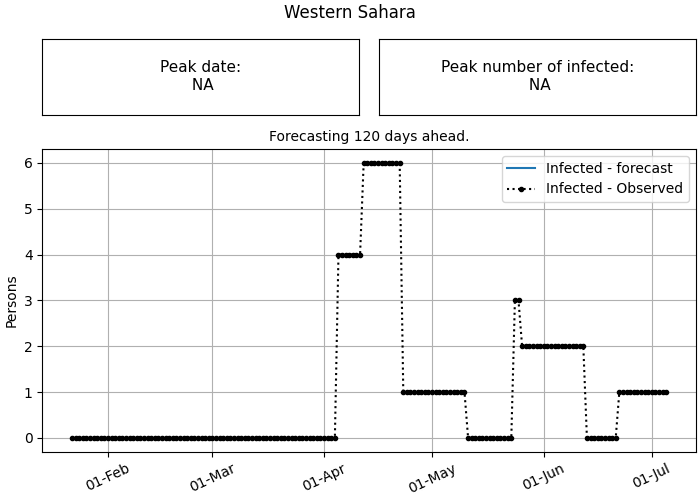 Western Sahara
Peak date:
NA
Peak number of infected:
NA
Forecasting 120 days ahead.
Infected - forecast
Infected - Observed
Persons
6
5
4
3
2
1
0
01-Feb
01-Mar
01-Apr
01-May
01-Jun
01-Jul